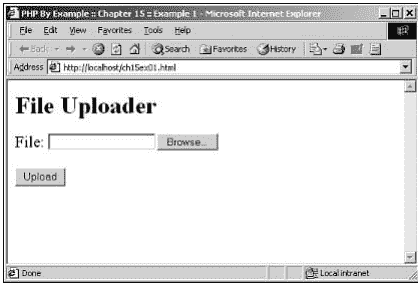 PHP By Example :: Chapter 15 :: Example 1 - Microsoft Internet Explorer
File Edit View Favorites Tools Help
Back Search Favorites History
Address http://localhost/ch15ex01.html
File Uploader
File: Browse...
Upload
Done Local intranet